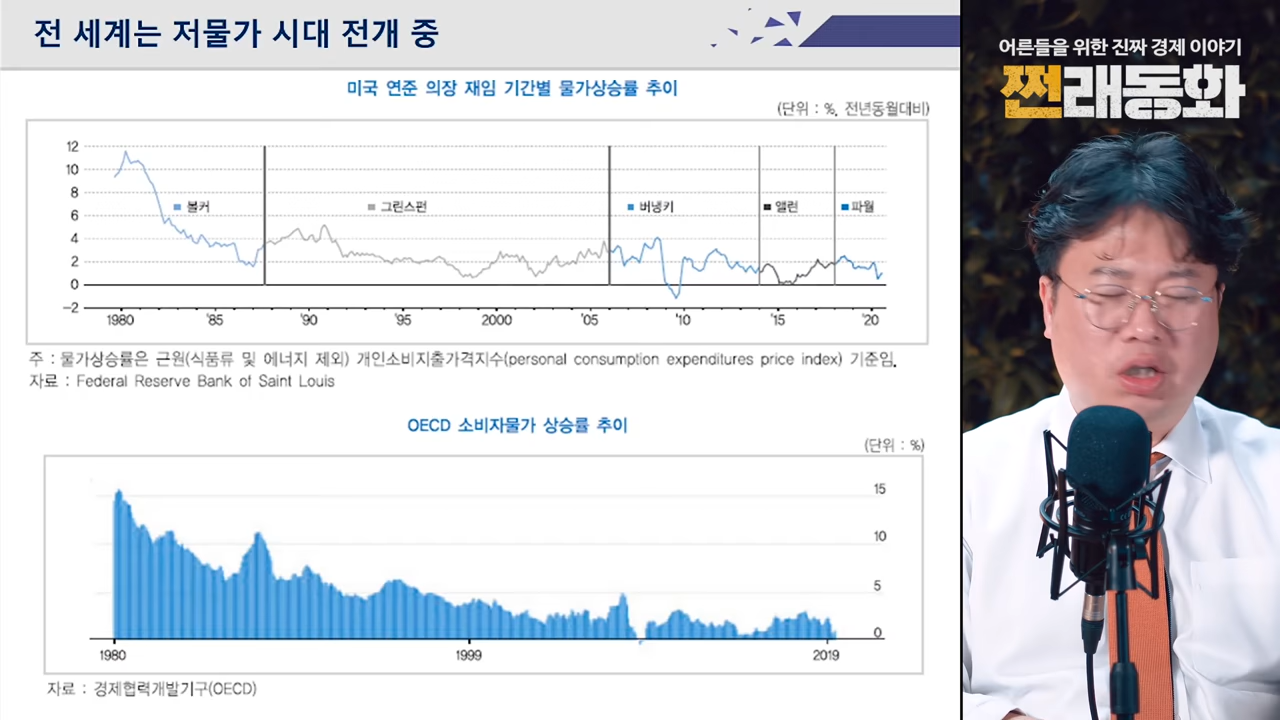 전 세계는 저물가 시대 전개 중
어른들을 위한 진짜 경제 이야기
쩐래동화
미국 연준 의장 재임 기간별 물가상승률 추이
(단위 : %, 전년동월대비)
12
10
8
6
4
2
0
-2
볼커
그린스펀
버냉키
앨린
파월
1980 '85 '90 '95 2000 '05 '10 '15 '20
주 : 물가상승률은 근원(식품류 및 에너지 제외) 개인소비지출가격지수(personal consumption expenditures price index) 기준임.
자료 : Federal Reserve Bank of Saint Louis
OECD 소비자물가 상승률 추이
(단위 : %)
15
10
5
0
1980 1999 2019
자료 : 경제협력개발기구(OECD)